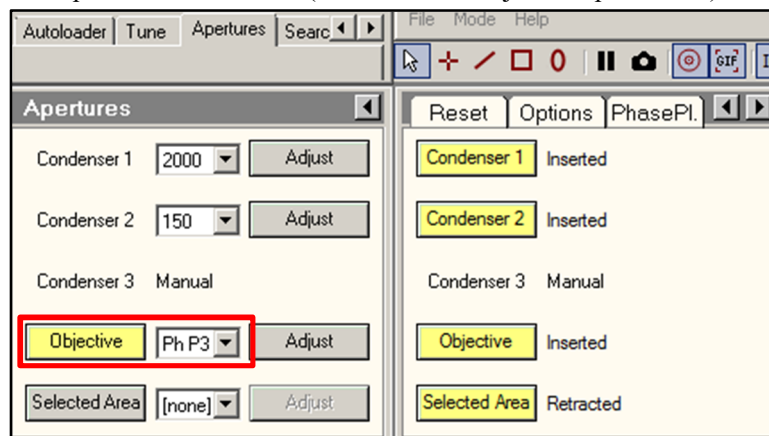 File Mode Help
Autoloader Tune Apertures Searc
GIF
Apertures
Reset Options PhasePl.
Condenser 1 2000 Adjust
Condenser 1 Inserted
Condenser 2 150 Adjust
Condenser 2 Inserted
Condenser 3 Manual
Condenser 3 Manual
Objective Ph P3 Adjust
Objective Inserted
Selected Area [none] Adjust
Selected Area Retracted